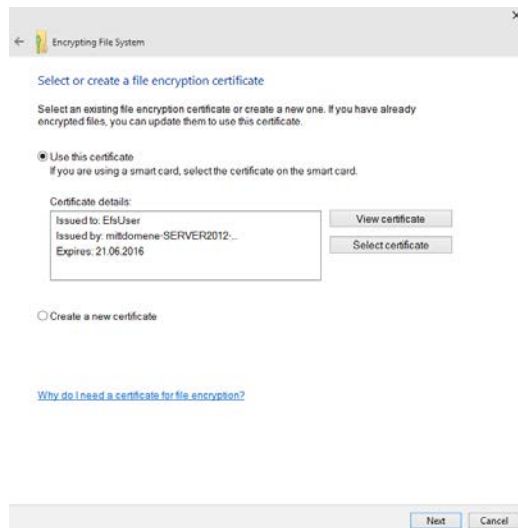 Encrypting File System
Select or create a file encryption certificate
Select an existing file encryption certificate or create a new one. If you have already
encrypted files, you can update them to use this certificate.
Use this certificate
If you are using a smart card, select the certificate on the smart card.
Certificate details:
Issued to: EfsUser
View certificate
Issued by: mittdomene-SERVER2012-...
Select certificate
Expires: 21.06.2016
Create a new certificate
Why do I need a certificate for file encryption?
Next
Cancel